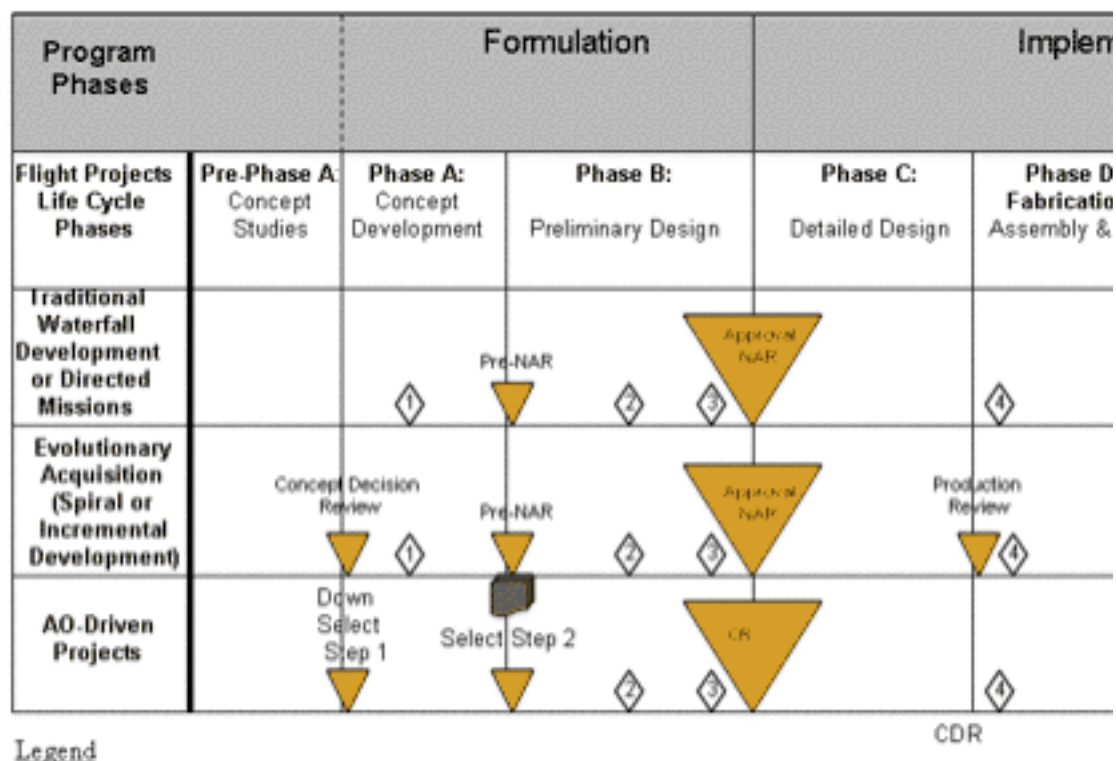 Program
Phases
Formulation
Implem
Flight Projects
Life Cycle
Phases
Pre-Phase A:
Concept
Studies
Phase A:
Concept
Development
Phase B:
Preliminary Design
Phase C:
Detailed Design
Phase D
Fabricatio
Assembly &
Traditional
Waterfall
Development
or Directed
Missions
Pre-NAR
Approval
NAR
1
2
3
4
Evolutionary
Acquisition
(Spiral or
Incremental
Development)
Concept Decision
Review
Pre-NAR
Approval
NAR
Production
Review
1
2
3
4
AO-Driven
Projects
Down
Select
Step 1
Select Step 2
2
3
4
CDR
Legend